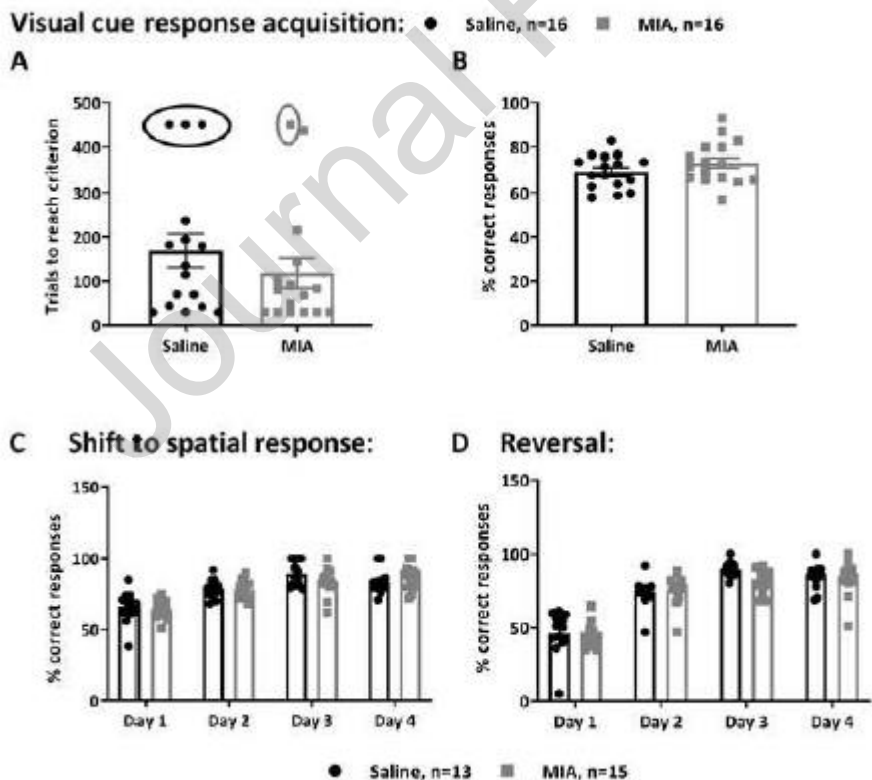 Visual cue response acquisition: Saline, n=16 MIA, n=16
A
B
Trials to reach criterion
500
400
300
200
100
0
Saline
MIA
% correct responses
100
80
60
40
20
0
Saline
MIA
Journal
C Shift to spatial response:
D Reversal:
% correct responses
150
100
50
0
Day 1
Day 2
Day 3
Day 4
% correct responses
150
100
50
0
Day 1
Day 2
Day 3
Day 4
Saline, n=13 MIA, n=15